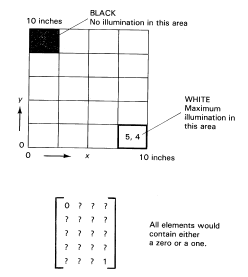 BLACK
No illumination in this area
10 inches
WHITE
Maximum
illumination in
this area
y
5, 4
0
0
x
10 inches
0 ? ? ?
? ? ? ?
? ? ? ?
? ? ? ?
? ? ? 1
All elements would
contain either
a zero or a one.